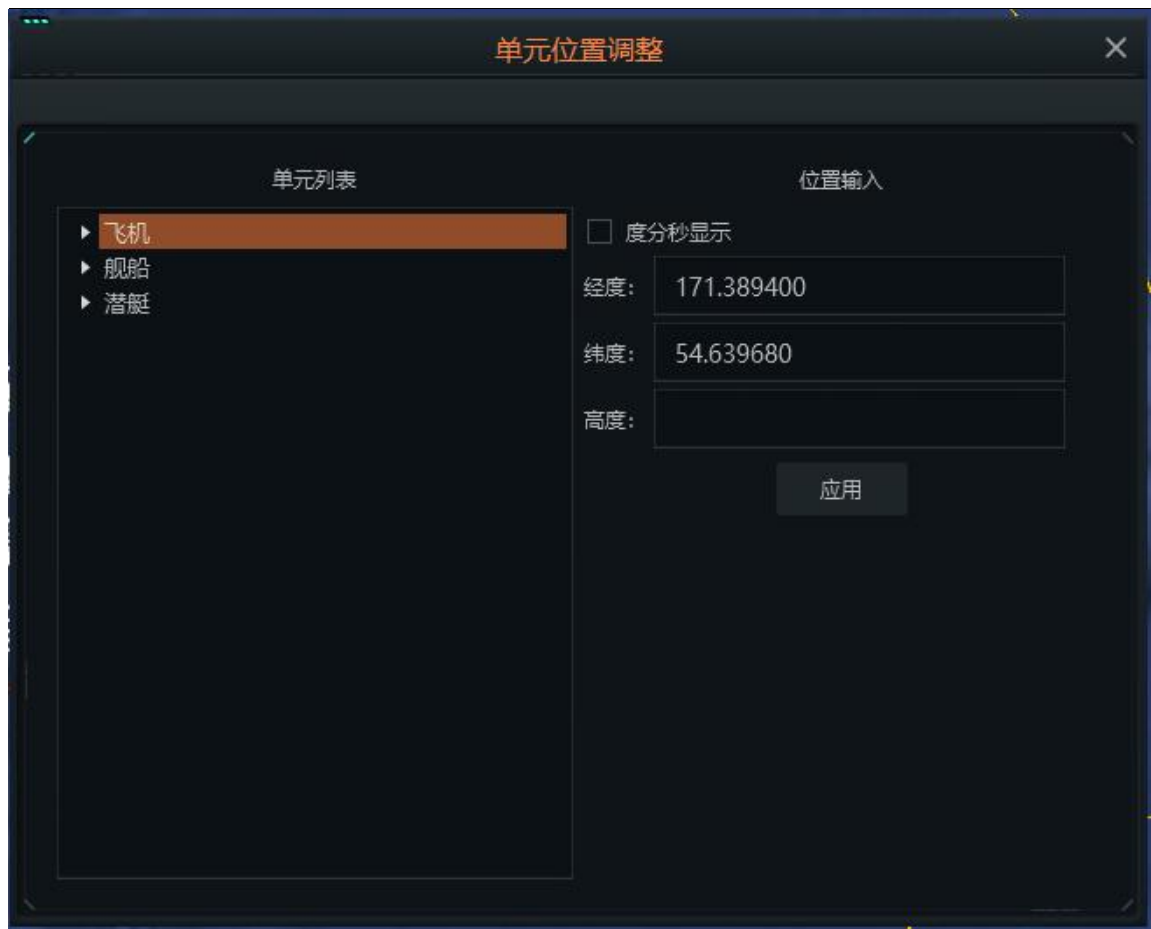 单元位置调整
单元列表
飞机
舰船
潜艇
位置输入
度分秒显示
经度: 171.389400
纬度: 54.639680
高度:
应用